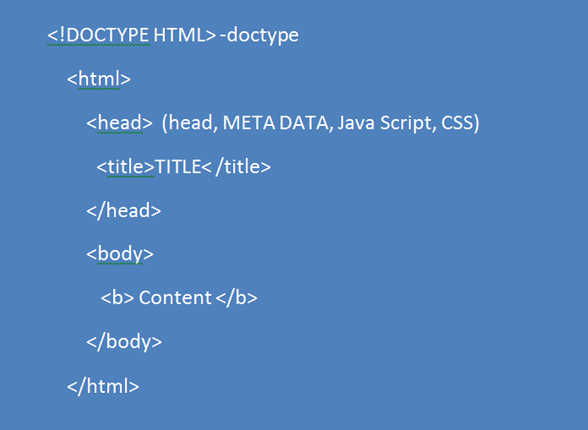 <!DOCTYPE HTML> -doctype
<html>
<head> (head, META DATA, Java Script, CSS)
<title>TITLE< /title>
</head>
<body>
<b> Content </b>
</body>
</html>